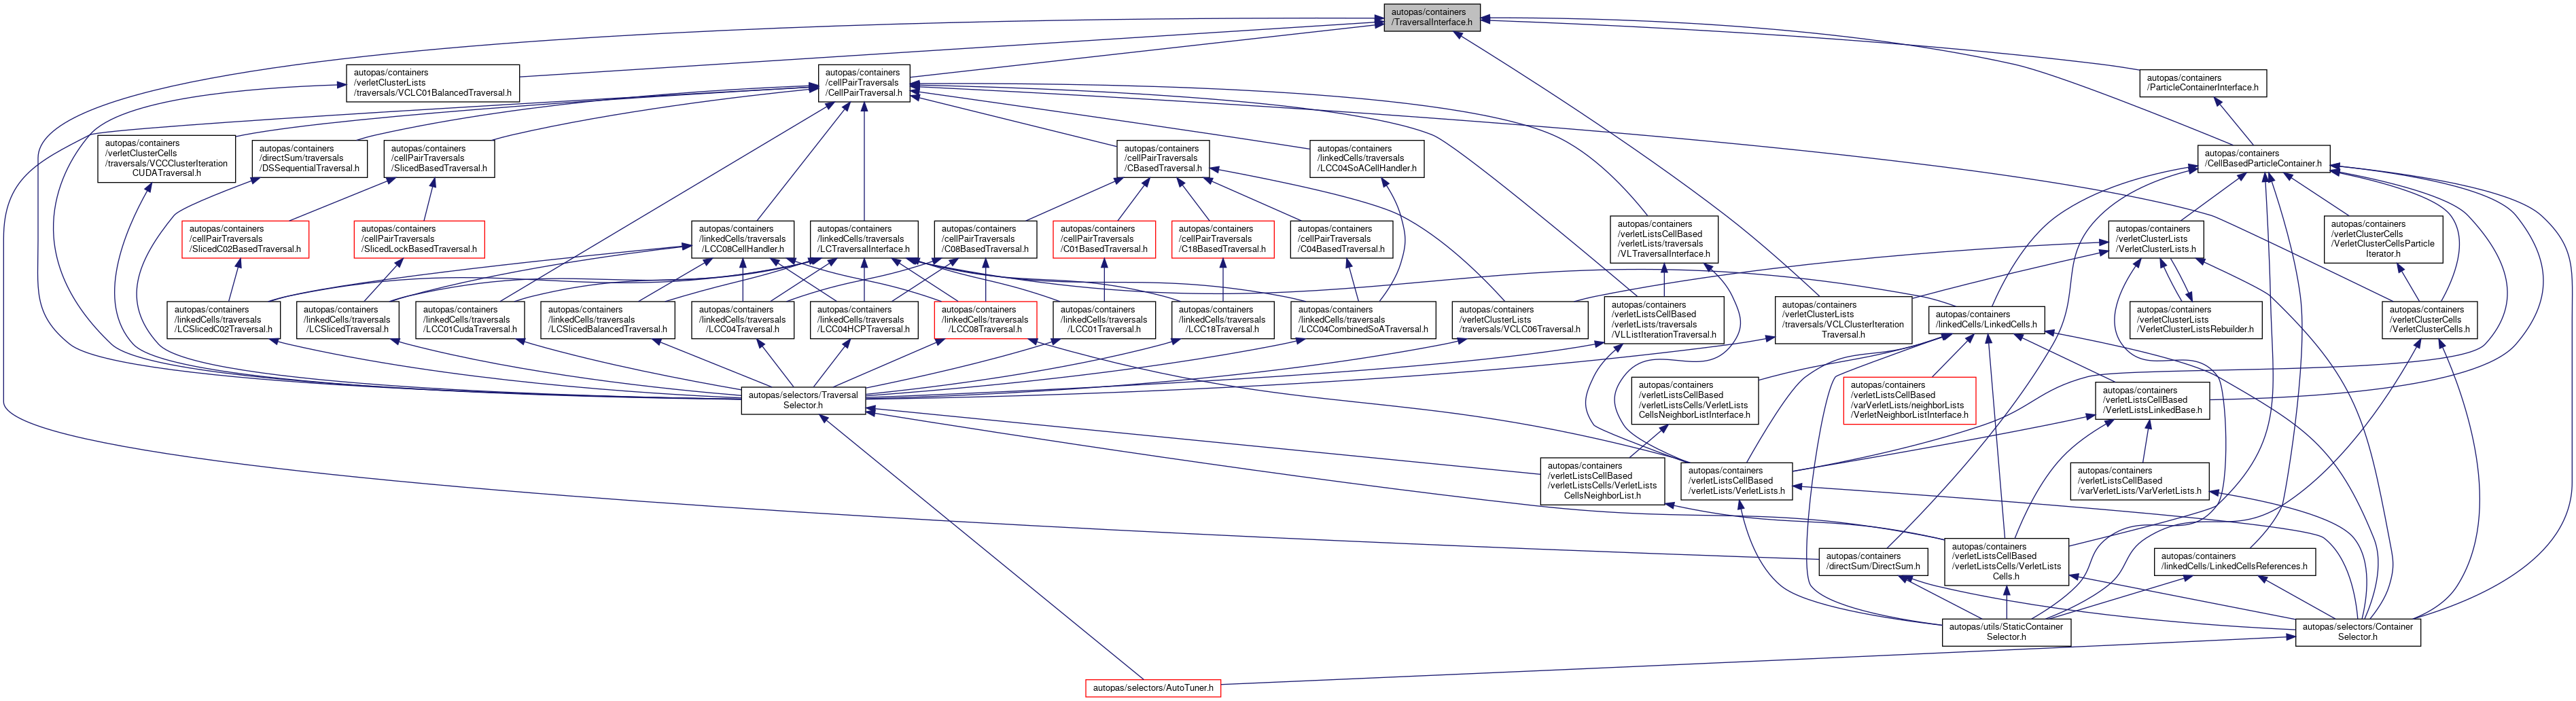 autopas/containers
/TraversalInterface.h
autopas/containers
/verletClusterLists
/traversals/VCLC01BalancedTraversal.h
autopas/containers
/cellPairTraversals
/CellPairTraversal.h
autopas/containers
/ParticleContainerInterface.h
autopas/containers
/verletClusterCells
/traversals/VCCClusterIteration
CUDATraversal.h
autopas/containers
/directSum/traversals
/DSSequentialTraversal.h
autopas/containers
/cellPairTraversals
/SlicedBasedTraversal.h
autopas/containers
/cellPairTraversals
/CBasedTraversal.h
autopas/containers
/linkedCells/traversals
/LCC04SoACellHandler.h
autopas/containers
/CellBasedParticleContainer.h
autopas/containers
/cellPairTraversals
/SlicedC02BasedTraversal.h
autopas/containers
/cellPairTraversals
/SlicedLockBasedTraversal.h
autopas/containers
/linkedCells/traversals
/LCC08CellHandler.h
autopas/containers
/linkedCells/traversals
/LCTraversalInterface.h
autopas/containers
/cellPairTraversals
/C08BasedTraversal.h
autopas/containers
/cellPairTraversals
/C01BasedTraversal.h
autopas/containers
/cellPairTraversals
/C18BasedTraversal.h
autopas/containers
/cellPairTraversals
/C04BasedTraversal.h
autopas/containers
/verletListsCellBased
/verletLists/traversals
/VLTraversalInterface.h
autopas/containers
/verletClusterLists
/VerletClusterLists.h
autopas/containers
/verletClusterCells
/VerletClusterCellsParticle
Iterator.h
autopas/containers
/linkedCells/traversals
/LCSlicedC02Traversal.h
autopas/containers
/linkedCells/traversals
/LCSlicedTraversal.h
autopas/containers
/linkedCells/traversals
/LCC01CudaTraversal.h
autopas/containers
/linkedCells/traversals
/LCSlicedBalancedTraversal.h
autopas/containers
/linkedCells/traversals
/LCC04Traversal.h
autopas/containers
/linkedCells/traversals
/LCC04HCPTraversal.h
autopas/containers
/linkedCells/traversals
/LCC08Traversal.h
autopas/containers
/linkedCells/traversals
/LCC01Traversal.h
autopas/containers
/linkedCells/traversals
/LCC18Traversal.h
autopas/containers
/linkedCells/traversals
/LCC04CombinedSoATraversal.h
autopas/containers
/verletClusterLists
/traversals/VCLC06Traversal.h
autopas/containers
/verletListsCellBased
/verletLists/traversals
/VLListIterationTraversal.h
autopas/containers
/verletClusterLists
/traversals/VCLClusterIteration
Traversal.h
autopas/containers
/linkedCells/LinkedCells.h
autopas/containers
/verletClusterLists
/VerletClusterListsRebuilder.h
autopas/containers
/verletClusterCells
/VerletClusterCells.h
autopas/selectors/Traversal
Selector.h
autopas/containers
/verletListsCellBased
/verletListsCells/VerletLists
CellsNeighborListInterface.h
autopas/containers
/verletListsCellBased
/varVerletLists/neighborLists
/VerletNeighborListInterface.h
autopas/containers
/verletListsCellBased
/VerletListsLinkedBase.h
autopas/containers
/verletListsCellBased
/verletListsCells/VerletLists
CellsNeighborList.h
autopas/containers
/verletListsCellBased
/verletLists/VerletLists.h
autopas/containers
/verletListsCellBased
/varVerletLists/VarVerletLists.h
autopas/containers
/directSum/DirectSum.h
autopas/containers
/verletListsCellBased
/verletListsCells/VerletLists
Cells.h
autopas/containers
/linkedCells/LinkedCellsReferences.h
autopas/utils/StaticContainer
Selector.h
autopas/selectors/Container
Selector.h
autopas/selectors/AutoTuner.h